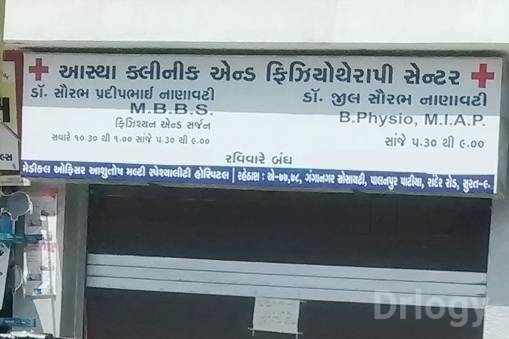 આસ્થા ક્લીનીક એન્ડ ફિઝિયોથેરાપી સેન્ટર
ડૉ. સૌરભ પ્રદીપભાઈ નાણાવટી
M.B.B.S.
ફિઝિશ્યન એન્ડ સર્જન
સવારે ૧૦.૩૦ થી ૧.૦૦ સાંજે ૫.૩૦ થી ૯.૦૦
ડૉ. જીલ સૌરભ નાણાવટી
B.Physio, M.I.A.P.
સાંજે ૫.૩૦ થી ૯.૦૦
રવિવારે બંધ
મેડીકલ ઓફિસર આશુતોષ મલ્ટી સ્પેશ્યાલીટી હોસ્પિટલ | રહેઠાણ : એ-૭૭,૭૮, ગંગાનગર સોસાયટી, પાલનપુર પાટીયા, રાંદેર રોડ, સુરત-૯.
Drlogy